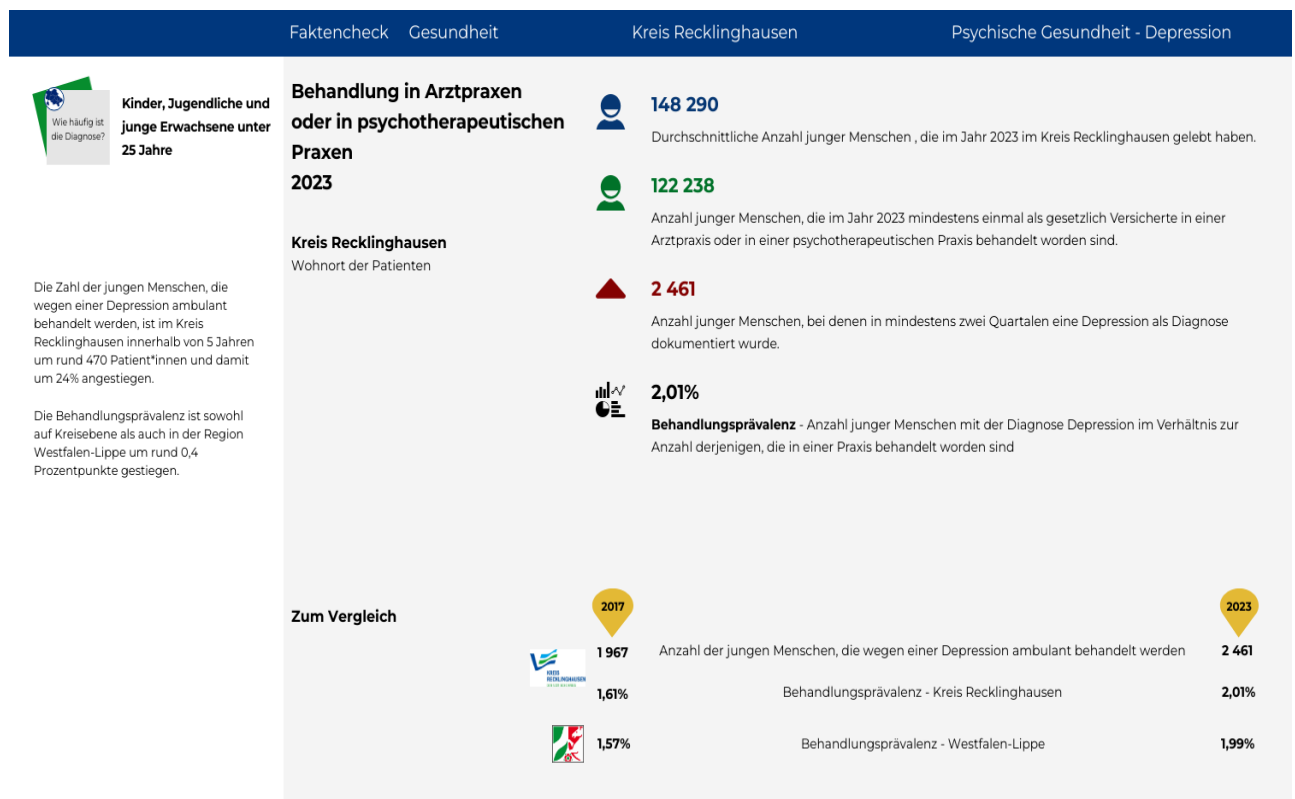 Faktencheck Gesundheit Kreis Recklinghausen Psychische Gesundheit - Depression
Wie häufig ist
die Diagnose?
Kinder, Jugendliche und
junge Erwachsene unter
25 Jahre
Die Zahl der jungen Menschen, die
wegen einer Depression ambulant
behandelt werden, ist im Kreis
Recklinghausen innerhalb von 5 Jahren
um rund 470 Patient*innen und damit
um 24% angestiegen.
Die Behandlungsprävalenz ist sowohl
auf Kreisebene als auch in der Region
Westfalen-Lippe um rund 0,4
Prozentpunkte gestiegen.
Behandlung in Arztpraxen
oder in psychotherapeutischen
Praxen
2023
Kreis Recklinghausen
Wohnort der Patienten
148 290
Durchschnittliche Anzahl junger Menschen , die im Jahr 2023 im Kreis Recklinghausen gelebt haben.
122 238
Anzahl junger Menschen, die im Jahr 2023 mindestens einmal als gesetzlich Versicherte in einer
Arztpraxis oder in einer psychotherapeutischen Praxis behandelt worden sind.
2 461
Anzahl junger Menschen, bei denen in mindestens zwei Quartalen eine Depression als Diagnose
dokumentiert wurde.
2,01%
Behandlungsprävalenz - Anzahl junger Menschen mit der Diagnose Depression im Verhältnis zur
Anzahl derjenigen, die in einer Praxis behandelt worden sind
Zum Vergleich
2017 2023
1 967 Anzahl der jungen Menschen, die wegen einer Depression ambulant behandelt werden 2 461
KREIS
RECKLINGHAUSEN
1,61% Behandlungsprävalenz - Kreis Recklinghausen 2,01%
1,57% Behandlungsprävalenz - Westfalen-Lippe 1,99%